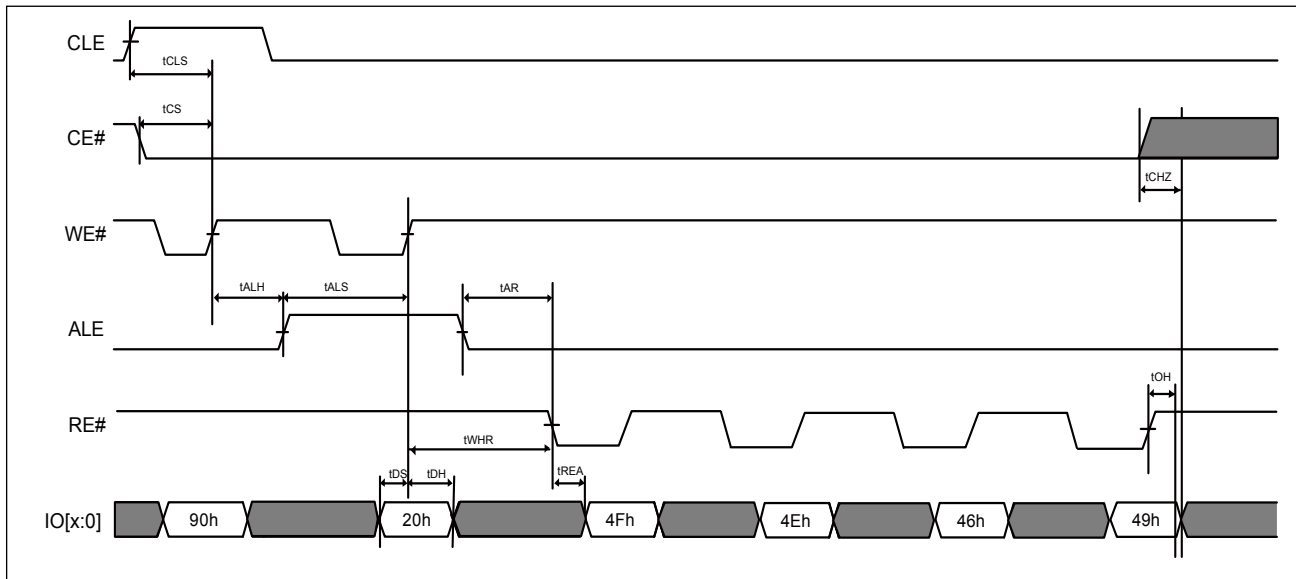 CLE
tCLS
CE#
tCS
tCHZ
WE#
tALH
tALS
tAR
ALE
tOH
RE#
tWHR
tDS
tDH
tREA
IO[x:0]
90h
20h
4Fh
4Eh
46h
49h